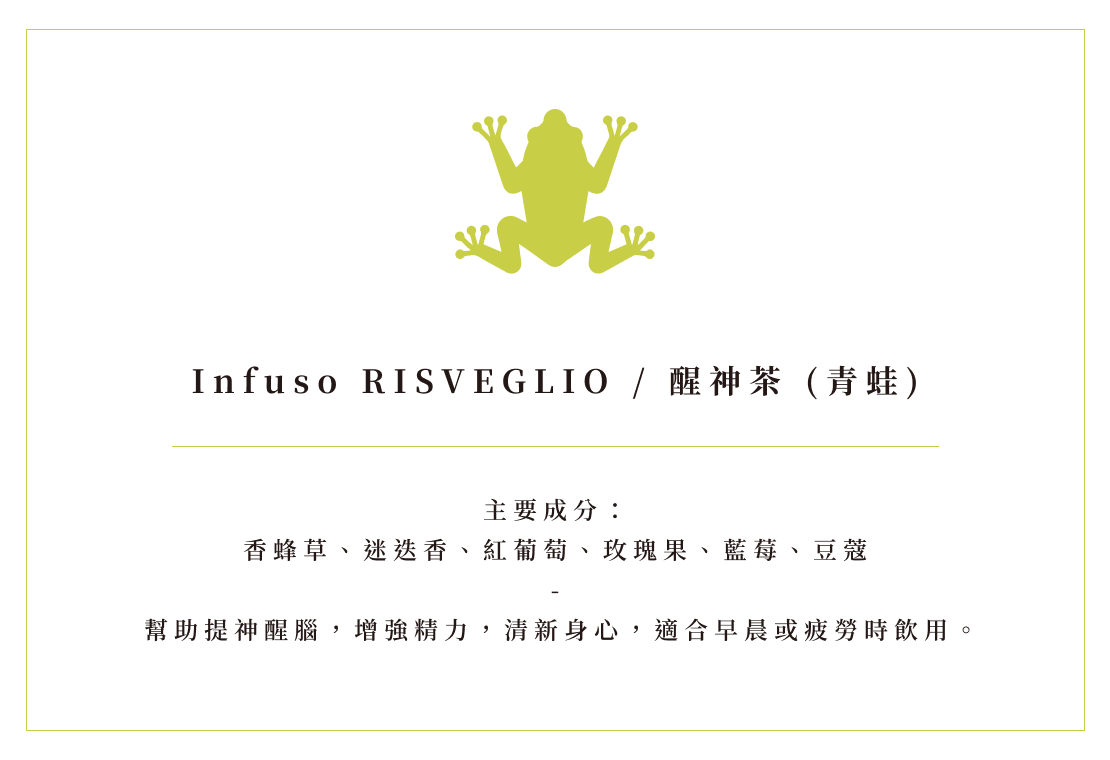 Infuso RISVEGLIO / 醒神茶 (青蛙)
主要成分：
香蜂草、迷迭香、紅葡萄、玫瑰果、藍莓、豆蔻
-
幫助提神醒腦，增強精力，清新身心，適合早晨或疲勞時飲用。